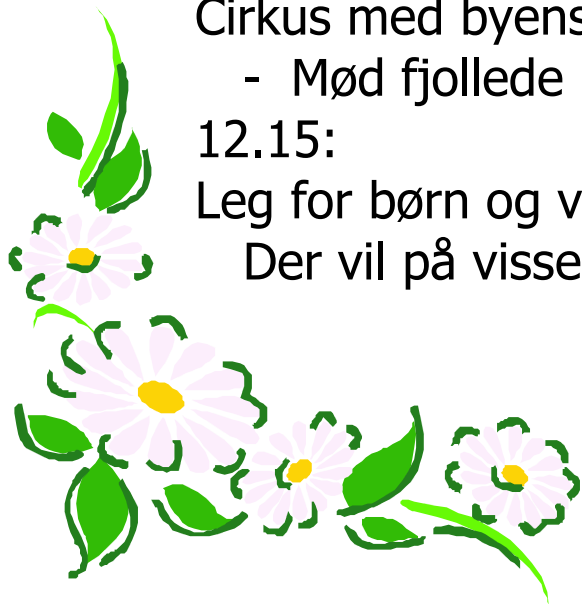 Cirkus med byens
- Mød fjollede
12.15:
Leg for børn og v
Der vil på visse